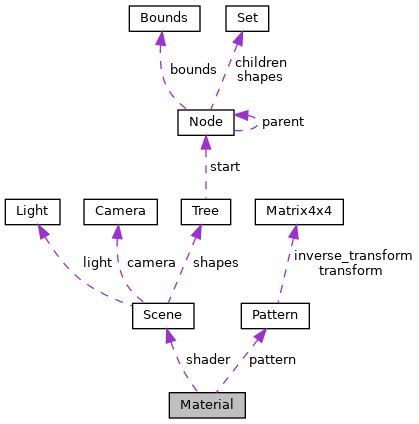 Bounds
Set
bounds
children
shapes
Node
parent
start
Light
Camera
Tree
Matrix4x4
light
camera
shapes
inverse_transform
transform
Scene
Pattern
shader
pattern
Material